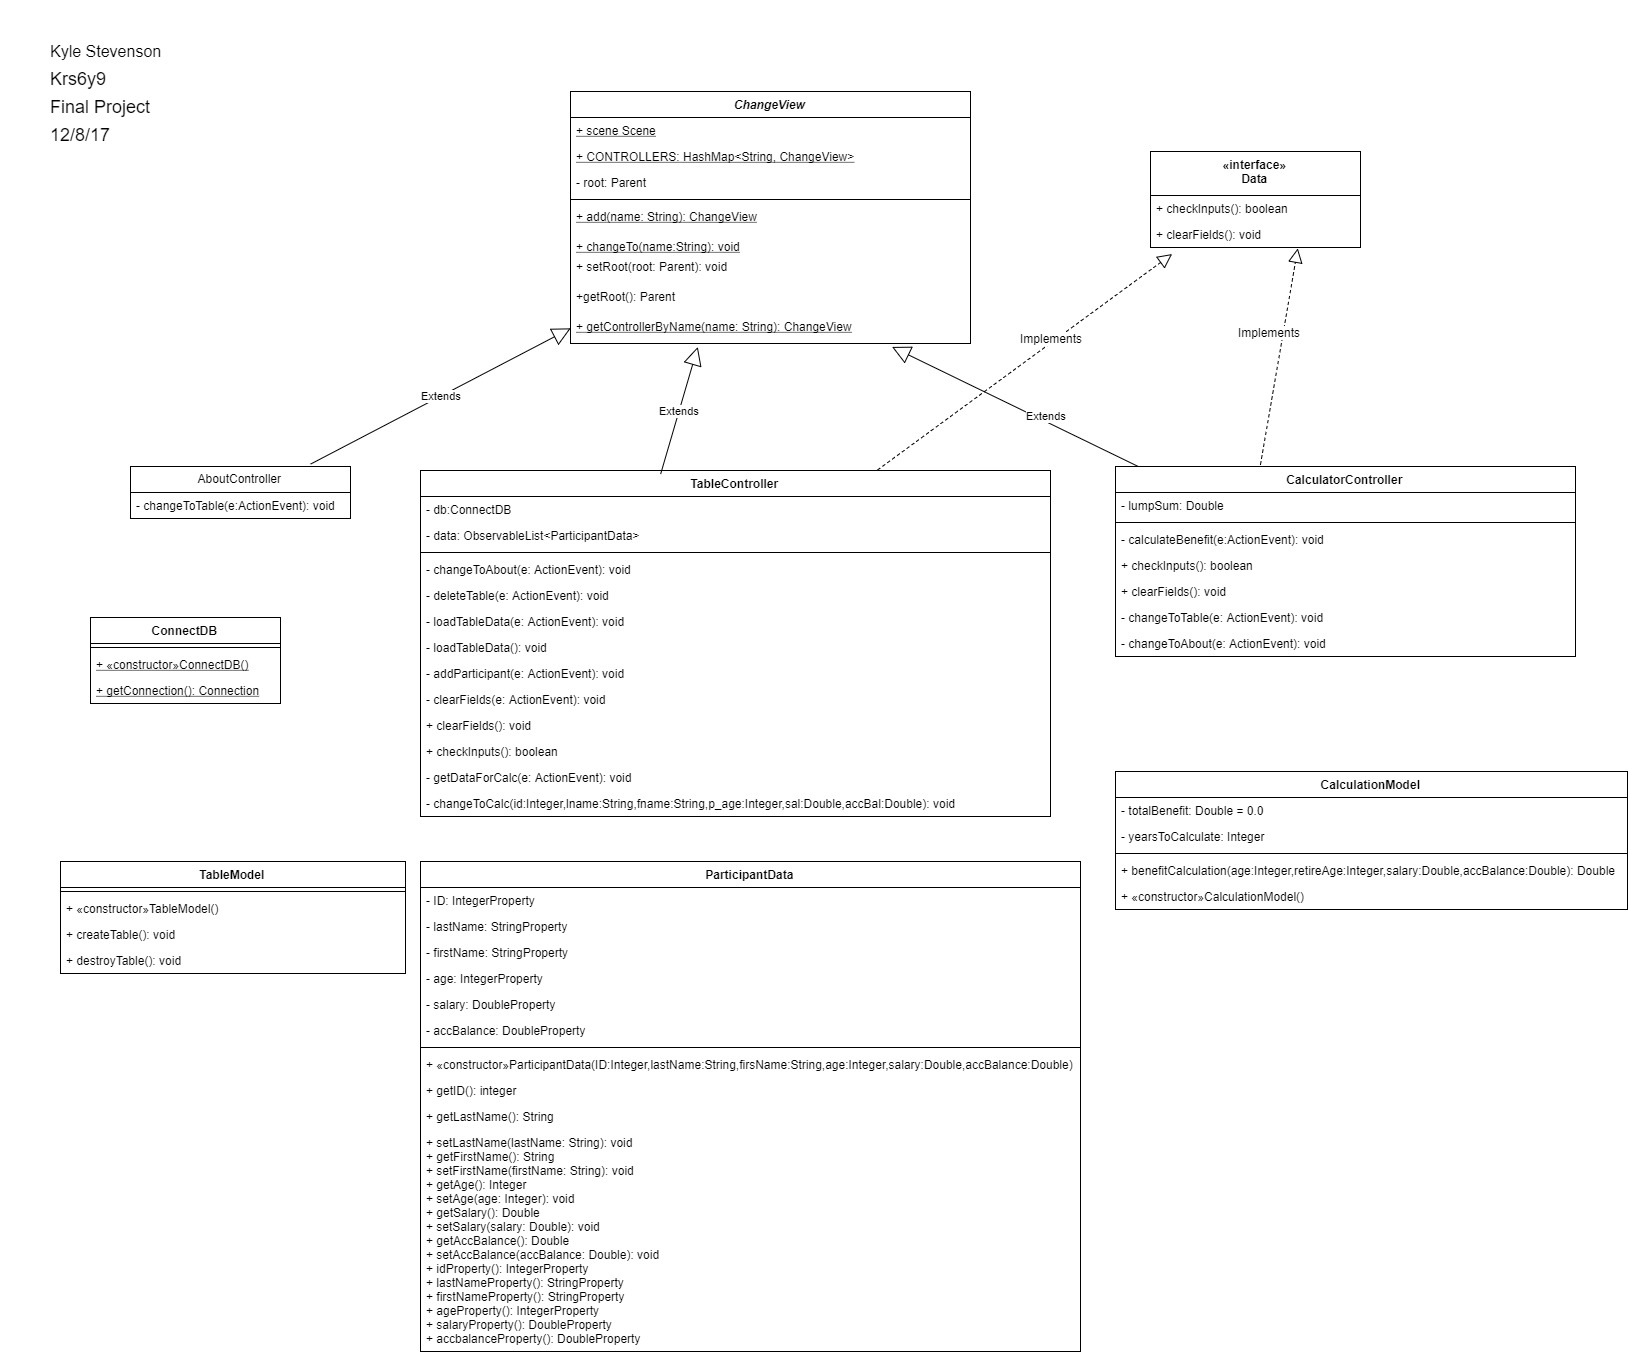 Kyle Stevenson
Krs6y9
Final Project
12/8/17
ChangeView
+ scene Scene
+ CONTROLLERS: HashMap<String, ChangeView>
- root: Parent
+ add(name: String): ChangeView
+ changeTo(name:String): void
+ setRoot(root: Parent): void
+getRoot(): Parent
+ getControllerByName(name: String): ChangeView
«interface»
Data
+ checkInputs(): boolean
+ clearFields(): void
Implements
Implements
Extends
Extends
Extends
AboutController
- changeToTable(e:ActionEvent): void
TableController
- db:ConnectDB
- data: ObservableList<ParticipantData>
- changeToAbout(e: ActionEvent): void
- deleteTable(e: ActionEvent): void
- loadTableData(e: ActionEvent): void
- loadTableData(): void
- addParticipant(e: ActionEvent): void
- clearFields(e: ActionEvent): void
+ clearFields(): void
+ checkInputs(): boolean
- getDataForCalc(e: ActionEvent): void
- changeToCalc(id:Integer,lname:String,fname:String,p_age:Integer,sal:Double,accBal:Double): void
CalculatorController
- lumpSum: Double
- calculateBenefit(e:ActionEvent): void
+ checkInputs(): boolean
+ clearFields(): void
- changeToTable(e: ActionEvent): void
- changeToAbout(e: ActionEvent): void
ConnectDB
+ «constructor»ConnectDB()
+ getConnection(): Connection
CalculationModel
- totalBenefit: Double = 0.0
- yearsToCalculate: Integer
+ benefitCalculation(age:Integer,retireAge:Integer,salary:Double,accBalance:Double): Double
+ «constructor»CalculationModel()
TableModel
+ «constructor»TableModel()
+ createTable(): void
+ destroyTable(): void
ParticipantData
- ID: IntegerProperty
- lastName: StringProperty
- firstName: StringProperty
- age: IntegerProperty
- salary: DoubleProperty
- accBalance: DoubleProperty
+ «constructor»ParticipantData(ID:Integer,lastName:String,firsName:String,age:Integer,salary:Double,accBalance:Double)
+ getID(): integer
+ getLastName(): String
+ setLastName(lastName: String): void
+ getFirstName(): String
+ setFirstName(firstName: String): void
+ getAge(): Integer
+ setAge(age: Integer): void
+ getSalary(): Double
+ setSalary(salary: Double): void
+ getAccBalance(): Double
+ setAccBalance(accBalance: Double): void
+ idProperty(): IntegerProperty
+ lastNameProperty(): StringProperty
+ firstNameProperty(): StringProperty
+ ageProperty(): IntegerProperty
+ salaryProperty(): DoubleProperty
+ accbalanceProperty(): DoubleProperty